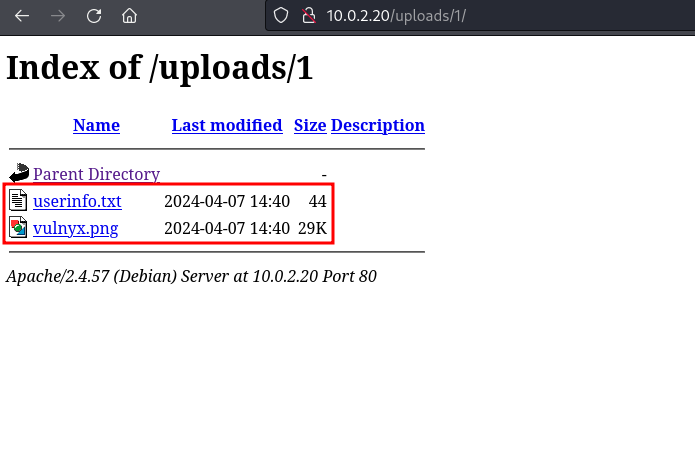 10.0.2.20/uploads/1/
Index of /uploads/1
Name Last modified Size Description
Parent Directory -
userinfo.txt 2024-04-07 14:40 44
vulnyx.png 2024-04-07 14:40 29K
Apache/2.4.57 (Debian) Server at 10.0.2.20 Port 80